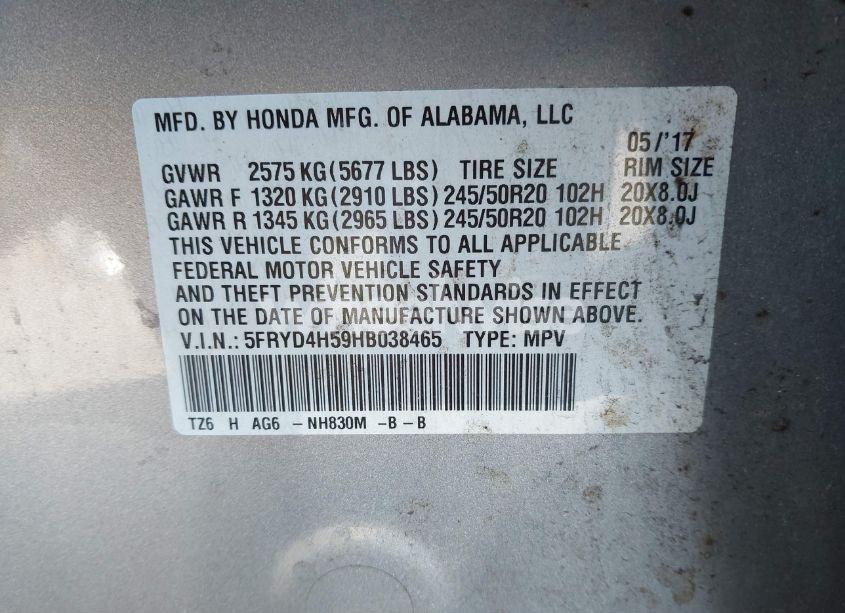 MFD. BY HONDA MFG. OF ALABAMA, LLC
05/'17
GVWR 2575 KG (5677 LBS) TIRE SIZE RIM SIZE
GAWR F 1320 KG (2910 LBS) 245/50R20 102H 20X8.0J
GAWR R 1345 KG (2965 LBS) 245/50R20 102H 20X8.0J
THIS VEHICLE CONFORMS TO ALL APPLICABLE
FEDERAL MOTOR VEHICLE SAFETY
AND THEFT PREVENTION STANDARDS IN EFFECT
ON THE DATE OF MANUFACTURE SHOWN ABOVE.
V.I.N.: 5FRYD4H59HB038465 TYPE: MPV
TZ6 H AG6 – NH830M –B – B